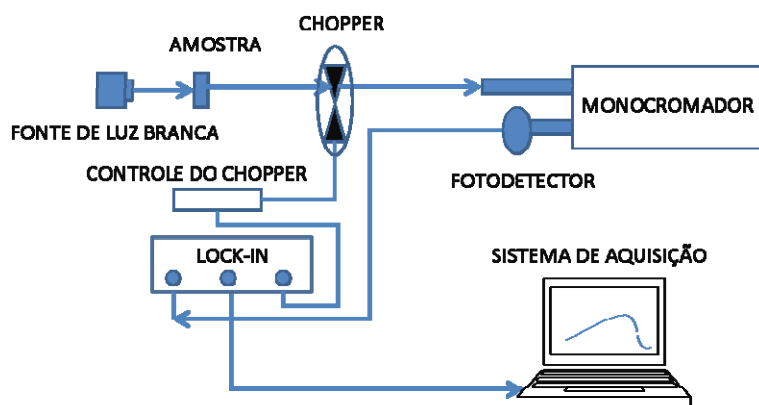 CHOPPER
AMOSTRA
FONTE DE LUZ BRANCA
MONOCROMADOR
FOTODETECTOR
CONTROLE DO CHOPPER
LOCK-IN
SISTEMA DE AQUISIÇÃO